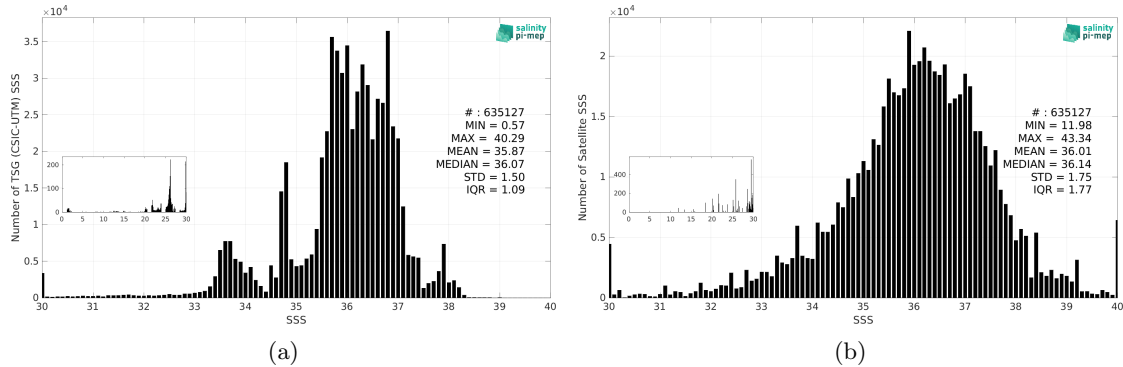 ×10⁴
salinity
pi-mep
Number of TSG (CSIC-UTM) SSS
3.5
3
2.5
2
1.5
1
0.5
0
# : 635127
MIN = 0.57
MAX = 40.29
MEAN = 35.87
MEDIAN = 36.07
STD = 1.50
IQR = 1.09
200
100
0
0 5 10 15 20 25 30
30 31 32 33 34 35 36 37 38 39 40
SSS
(a)
×10⁴
salinity
pi-mep
Number of Satellite SSS
2
1.5
1
0.5
0
# : 635127
MIN = 11.98
MAX = 43.34
MEAN = 36.01
MEDIAN = 36.14
STD = 1.75
IQR = 1.77
400
200
0
0 5 10 15 20 25 30
30 31 32 33 34 35 36 37 38 39 40
SSS
(b)